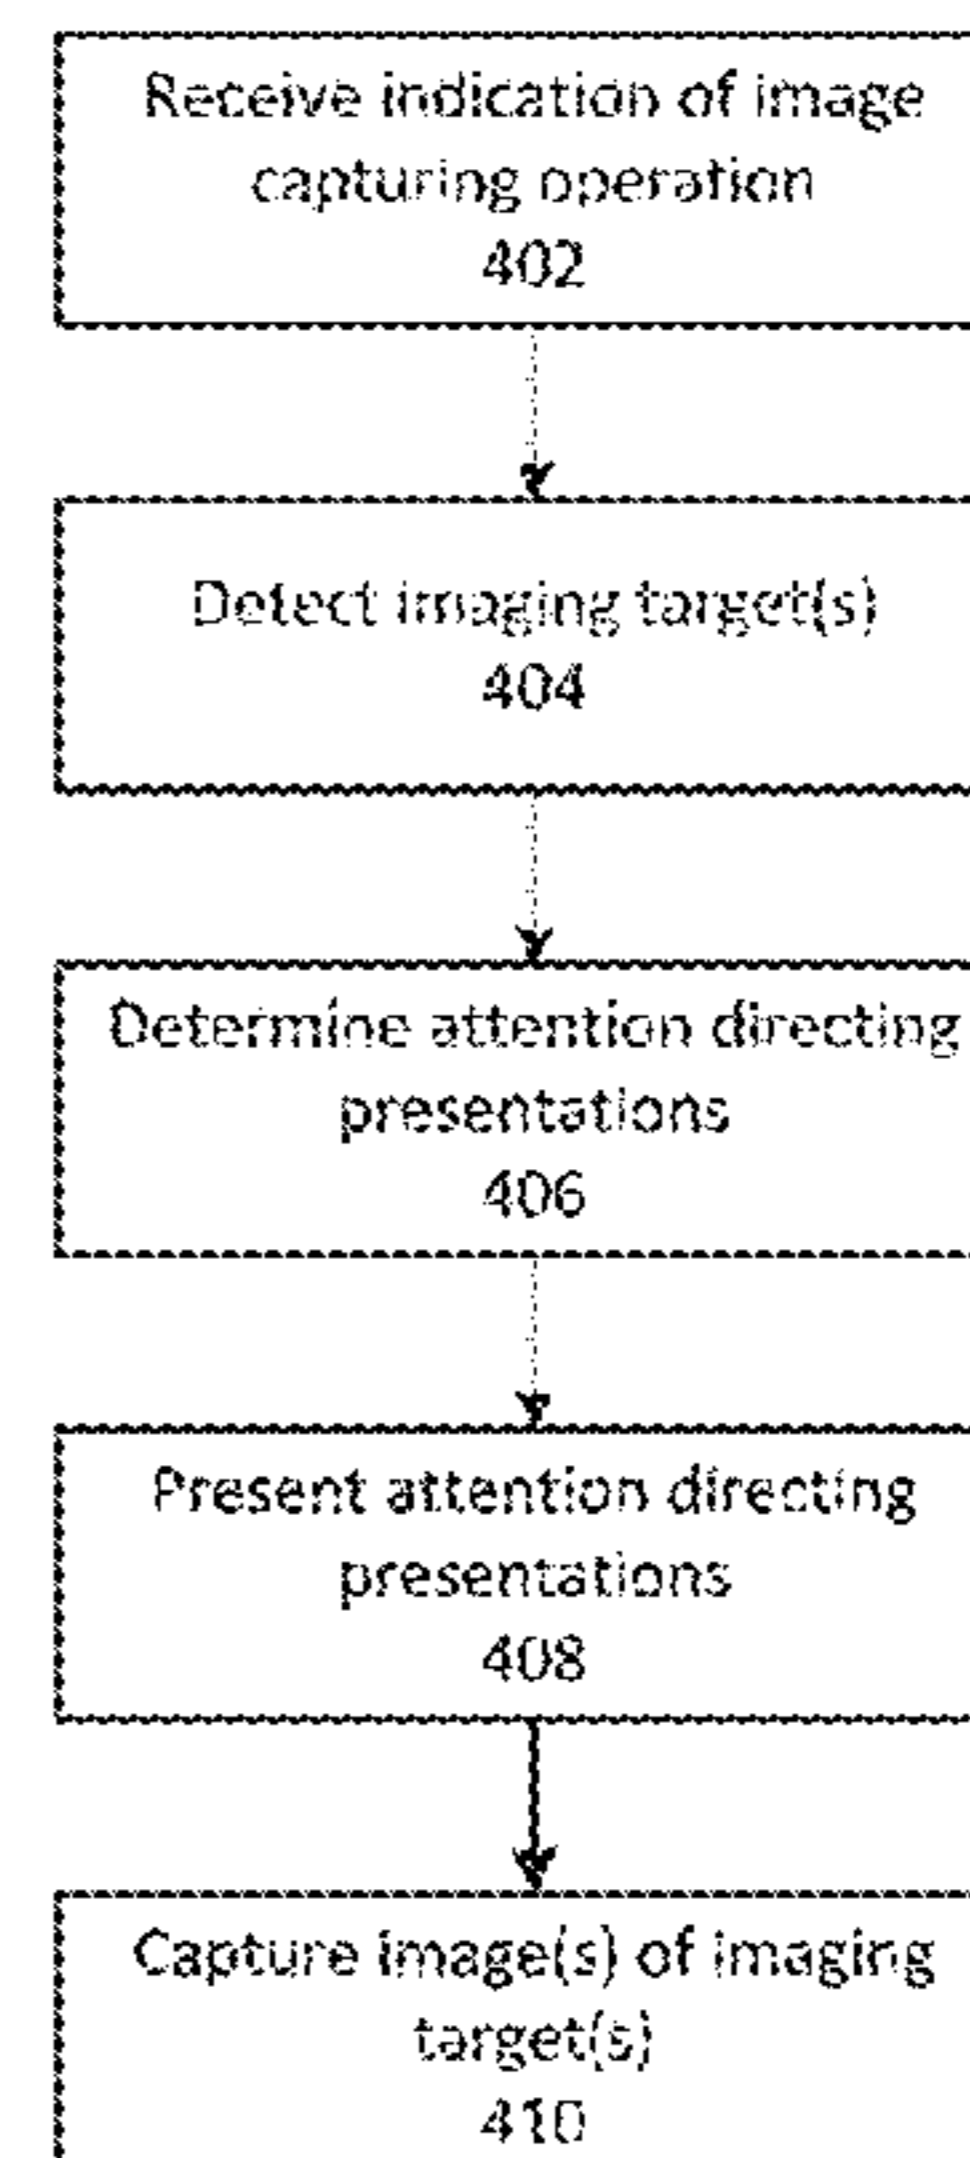 Receive indication of image
capturing operation
402
Detect imaging target(s)
404
Determine attention directing
presentations
406
Present attention directing
presentations
408
Capture image(s) of imaging
target(s)
410